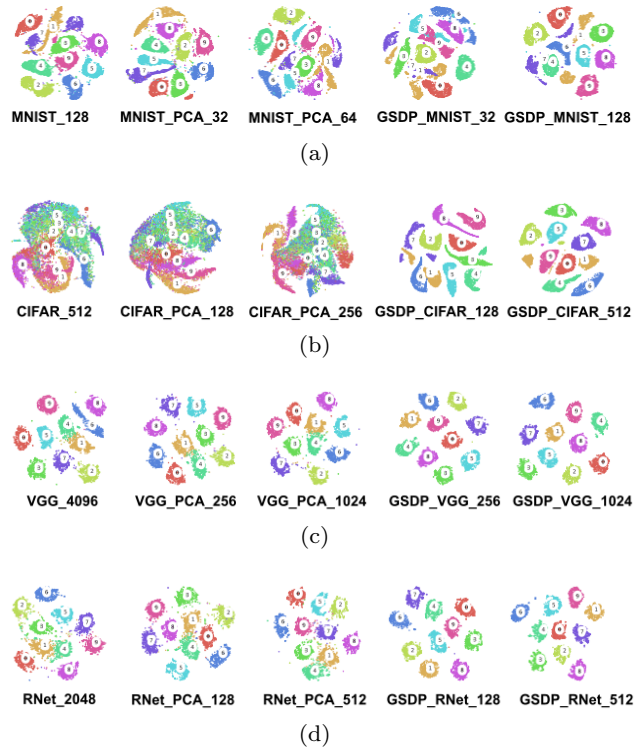 MNIST_128 MNIST_PCA_32 MNIST_PCA_64 GSDP_MNIST_32 GSDP_MNIST_128
(a)
CIFAR_512 CIFAR_PCA_128 CIFAR_PCA_256 GSDP_CIFAR_128 GSDP_CIFAR_512
(b)
VGG_4096 VGG_PCA_256 VGG_PCA_1024 GSDP_VGG_256 GSDP_VGG_1024
(c)
RNet_2048 RNet_PCA_128 RNet_PCA_512 GSDP_RNet_128 GSDP_RNet_512
(d)